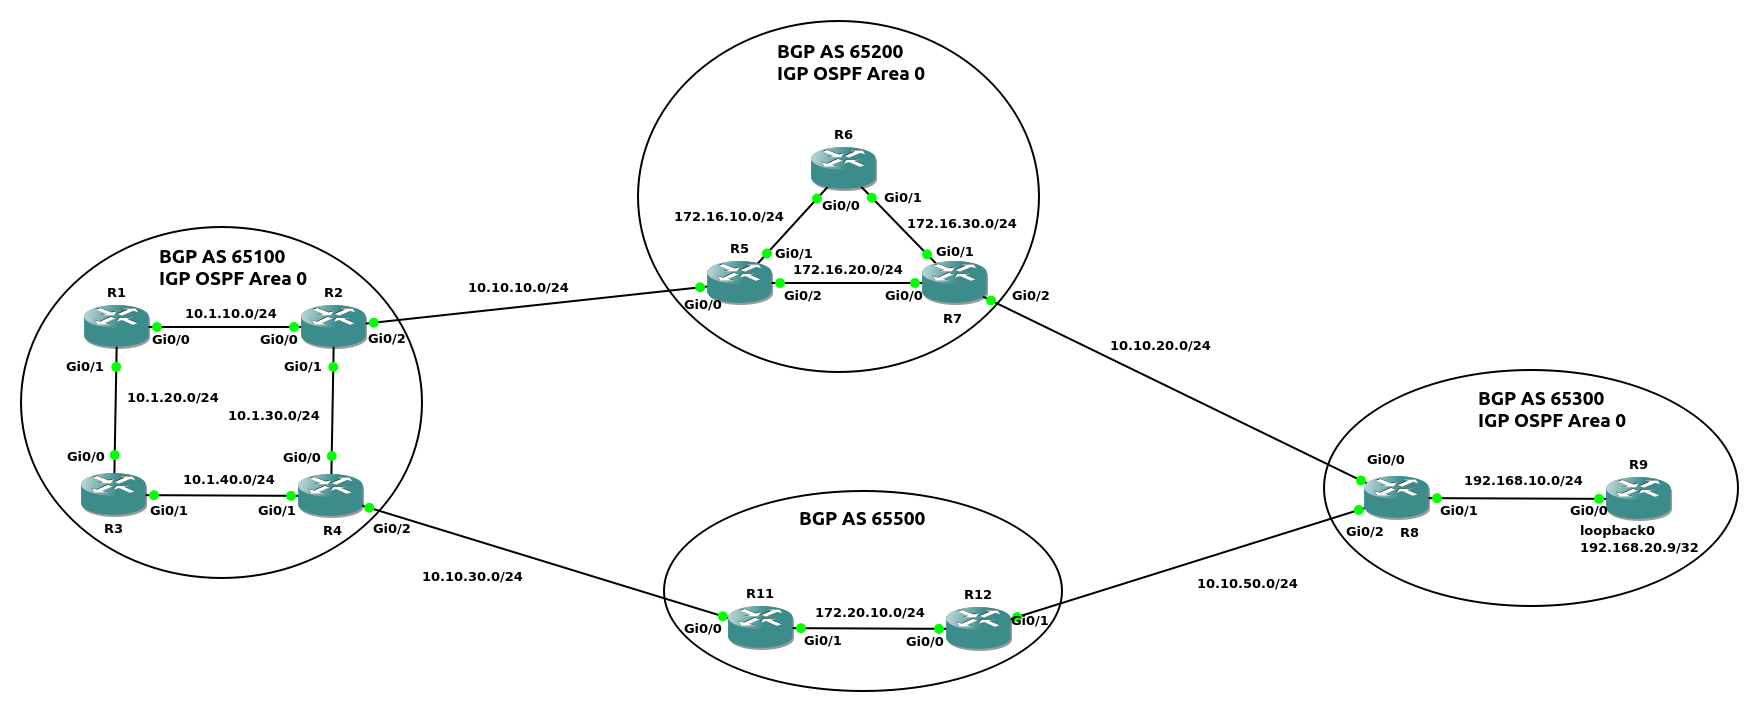 BGP AS 65200
IGP OSPF Area 0
R6
Gi0/0
Gi0/1
172.16.10.0/24
172.16.30.0/24
R5
Gi0/1
Gi0/1
172.16.20.0/24
Gi0/0
Gi0/2
Gi0/0
Gi0/2
R7
BGP AS 65100
IGP OSPF Area 0
R1
R2
10.1.10.0/24
Gi0/0
Gi0/0
Gi0/2
Gi0/1
Gi0/1
10.1.20.0/24
10.1.30.0/24
Gi0/0
Gi0/0
10.1.40.0/24
Gi0/1
Gi0/1
R3
R4
Gi0/2
10.10.10.0/24
10.10.20.0/24
10.10.30.0/24
10.10.50.0/24
BGP AS 65300
IGP OSPF Area 0
Gi0/0
R9
192.168.10.0/24
Gi0/1
Gi0/0
Gi0/2
R8
loopback0
192.168.20.9/32
BGP AS 65500
R11
R12
172.20.10.0/24
Gi0/0
Gi0/1
Gi0/0
Gi0/1